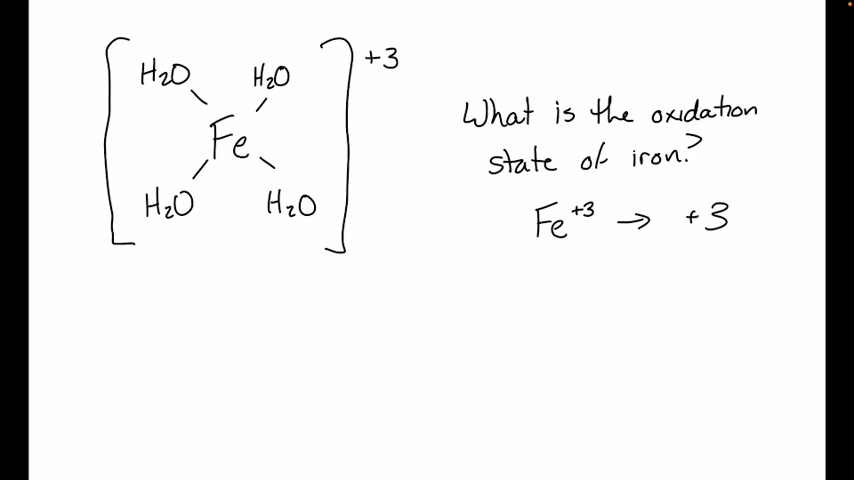 H₂O H₂O +3
Fe
H₂O H₂O
What is the oxidation
state of iron?
Fe⁺³ → +3